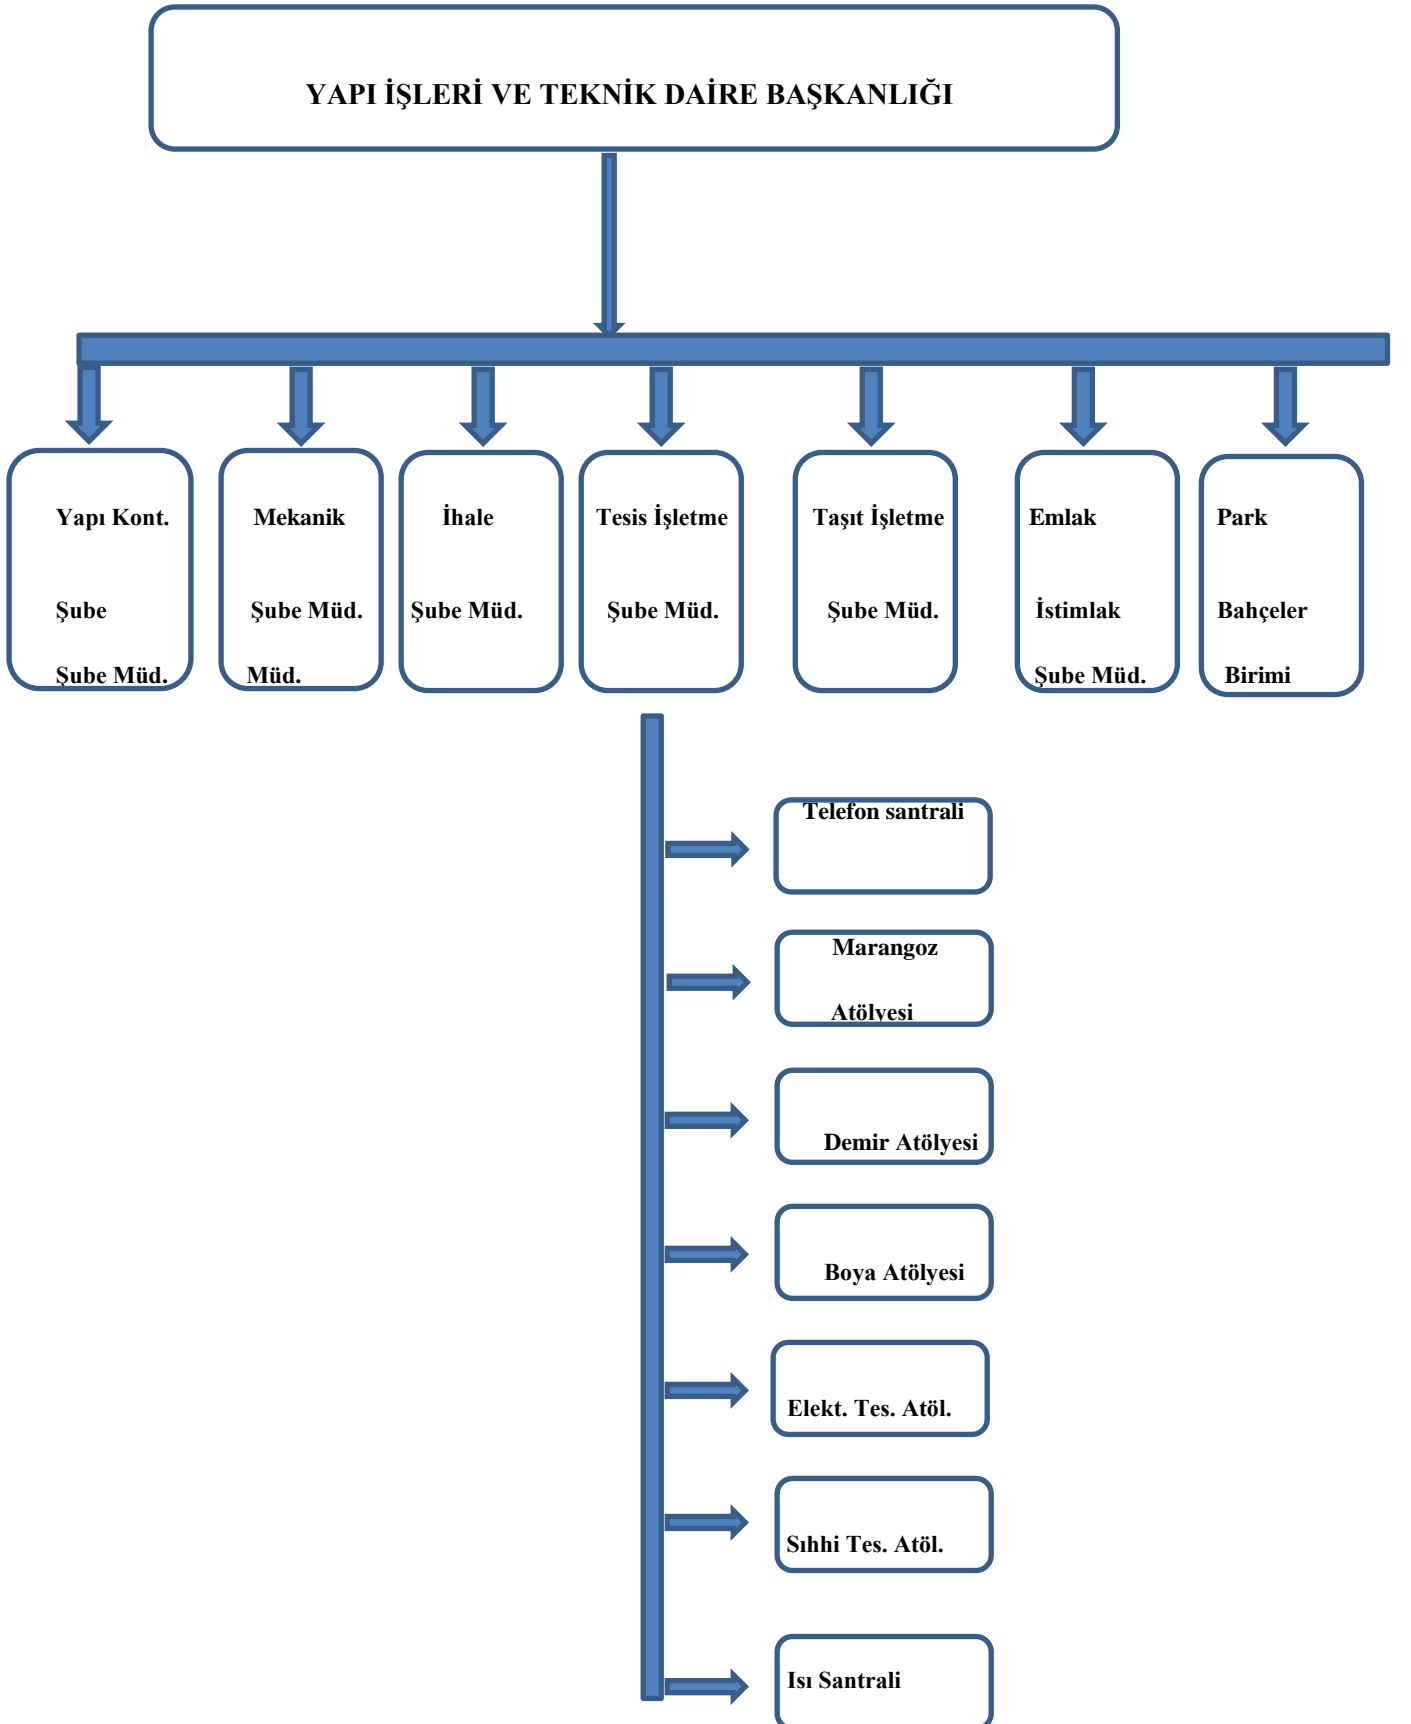 YAPI İŞLERİ VE TEKNİK DAİRE BAŞKANLIĞI
Yapı Kont.
Şube
Şube Müd.
Mekanik
Şube Müd.
Müd.
İhale
Şube Müd.
Tesis İşletme
Şube Müd.
Taşıt İşletme
Şube Müd.
Emlak
İstimlak
Şube Müd.
Park
Bahçeler
Birimi
Telefon santrali
Marangoz
Atölyesi
Demir Atölyesi
Boya Atölyesi
Elekt. Tes. Atöl.
Sıhhi Tes. Atöl.
Isı Santrali